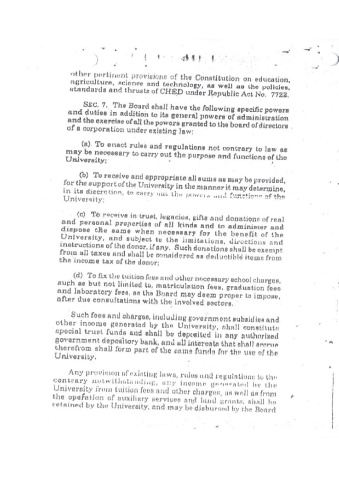 other pertinent provisions of the Constitution on education,
agriculture, science and technology, as well as the policies,
standards and thrusts of CHED under Republic Act No. 7722.
SEC. 7. The Board shall have the following specific powers
and duties in addition to its general powers of administration
and the exercise of all the powers granted to the board of directors
of a corporation under existing law:
(a) To enact rules and regulations not contrary to law as
may be necessary to carry out the purpose and functions of the
University;
(b) To receive and appropriate all sums as may be provided,
for the support of the University in the manner it may determine,
in its discretion, to carry out the powers and functions of the
University;
(c) To receive in trust, legacies, gifts and donations of real
and personal properties of all kinds and to administer and
dispose the same when necessary for the benefit of the
University, and subject to the limitations, directions and
instructions of the donor, if any. Such donations shall be exempt
from all taxes and shall be considered as deductible items from
the income tax of the donor;
(d) To fix the tuition fees and other necessary school charges,
such as but not limited to, matriculation fees, graduation fees
and laboratory fees, as the Board may deem proper to impose,
after due consultations with the involved sectors.
Such fees and charges, including government subsidies and
other income generated by the University, shall constitute
special trust funds and shall be deposited in any authorized
government depository bank, and all interests that shall accrue
therefrom shall form part of the same funds for the use of the
University.
Any provision of existing laws, rules and regulations to the
contrary notwithstanding, any income generated by the
University from tuition fees and other charges, as well as from
the operation of auxiliary services and land grants, shall be
retained by the University, and may be disbursed by the Board